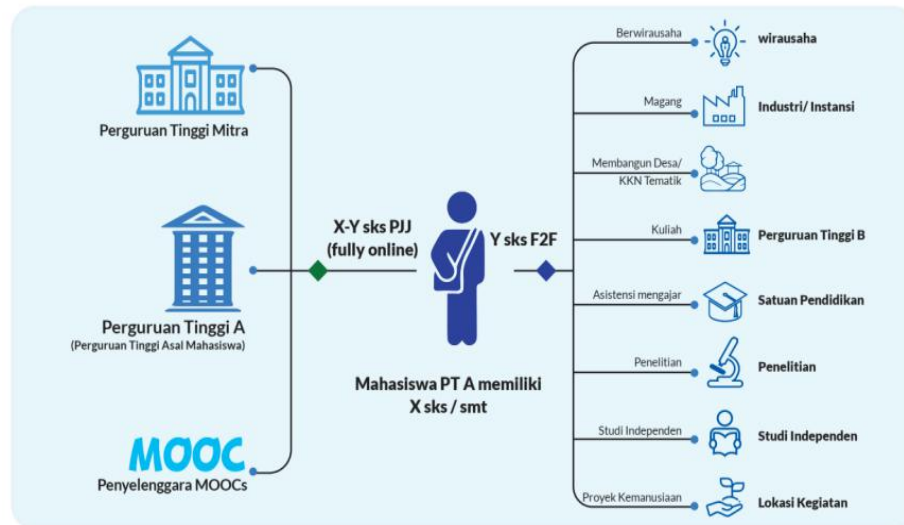 Perguruan Tinggi Mitra
Perguruan Tinggi A
(Perguruan Tinggi Asal Mahasiswa)
MOOC
Penyelenggara MOOCs
X-Y sks PJJ
(fully online)
Y sks F2F
Mahasiswa PT A memiliki
X sks / smt
Berwirausaha
wirausaha
Magang
Industri/ Instansi
Membangun Desa/
KKN Tematik
Kuliah
Perguruan Tinggi B
Asistensi mengajar
Satuan Pendidikan
Penelitian
Penelitian
Studi Independen
Studi Independen
Proyek Kemanusiaan
Lokasi Kegiatan